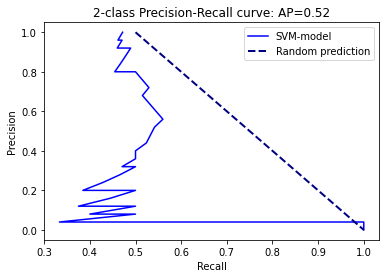 2-class Precision-Recall curve: AP=0.52
SVM-model
Random prediction
Precision
1.0
0.8
0.6
0.4
0.2
0.0
0.3 0.4 0.5 0.6 0.7 0.8 0.9 1.0
Recall